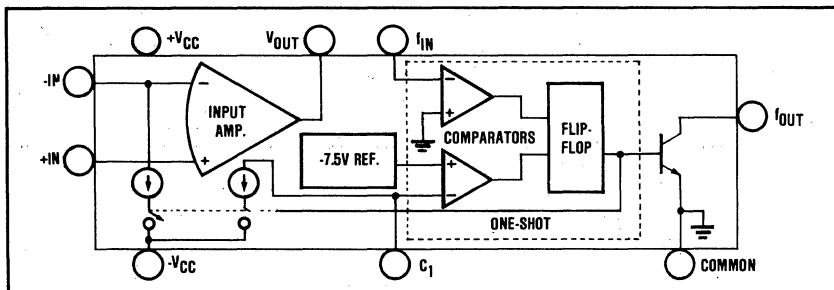 +VCC
VOUT
fIN
-IN
INPUT
AMP.
+IN
-
+
-
+
COMPARATORS
FLIP-
FLOP
fOUT
-7.5V REF.
+
-
ONE-SHOT
-VCC
C1
COMMON